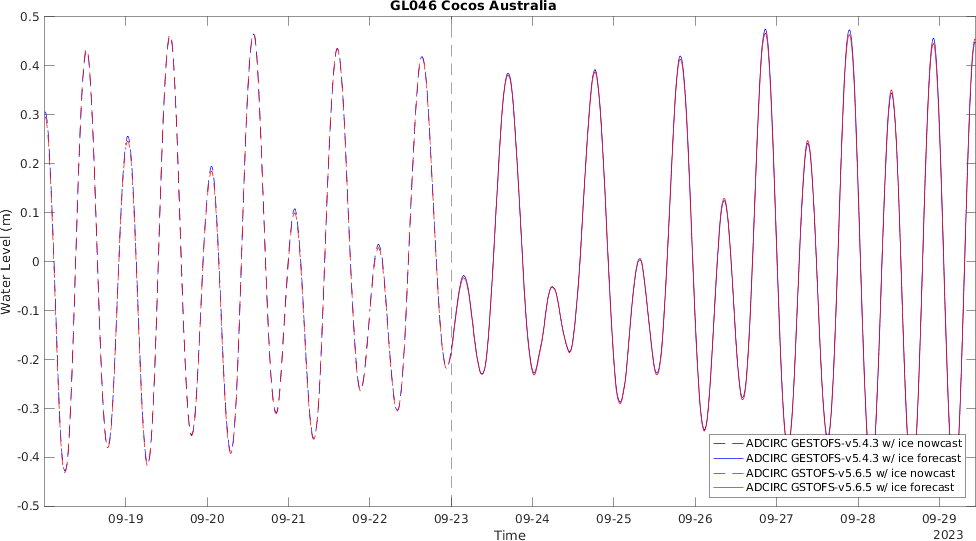 GL046 Cocos Australia
0.5
0.4
0.3
0.2
0.1
0
-0.1
-0.2
-0.3
-0.4
-0.5
Water Level (m)
ADCIRC GESTOFS-v5.4.3 w/ ice nowcast
ADCIRC GESTOFS-v5.4.3 w/ ice forecast
ADCIRC GSTOFS-v5.6.5 w/ ice nowcast
ADCIRC GSTOFS-v5.6.5 w/ ice forecast
09-19 09-20 09-21 09-22 09-23 09-24 09-25 09-26 09-27 09-28 09-29
Time
2023